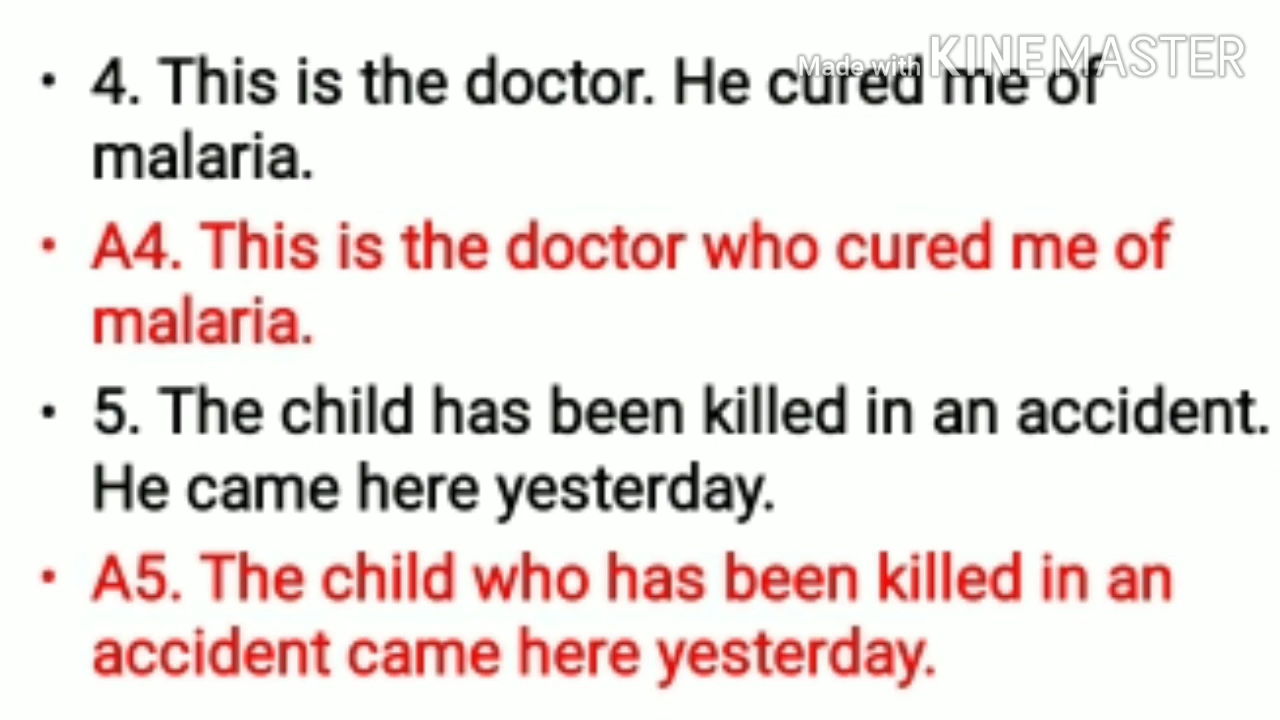 Made with KINEMASTER
• 4. This is the doctor. He cured me of
malaria.
• A4. This is the doctor who cured me of
malaria.
• 5. The child has been killed in an accident.
He came here yesterday.
• A5. The child who has been killed in an
accident came here yesterday.